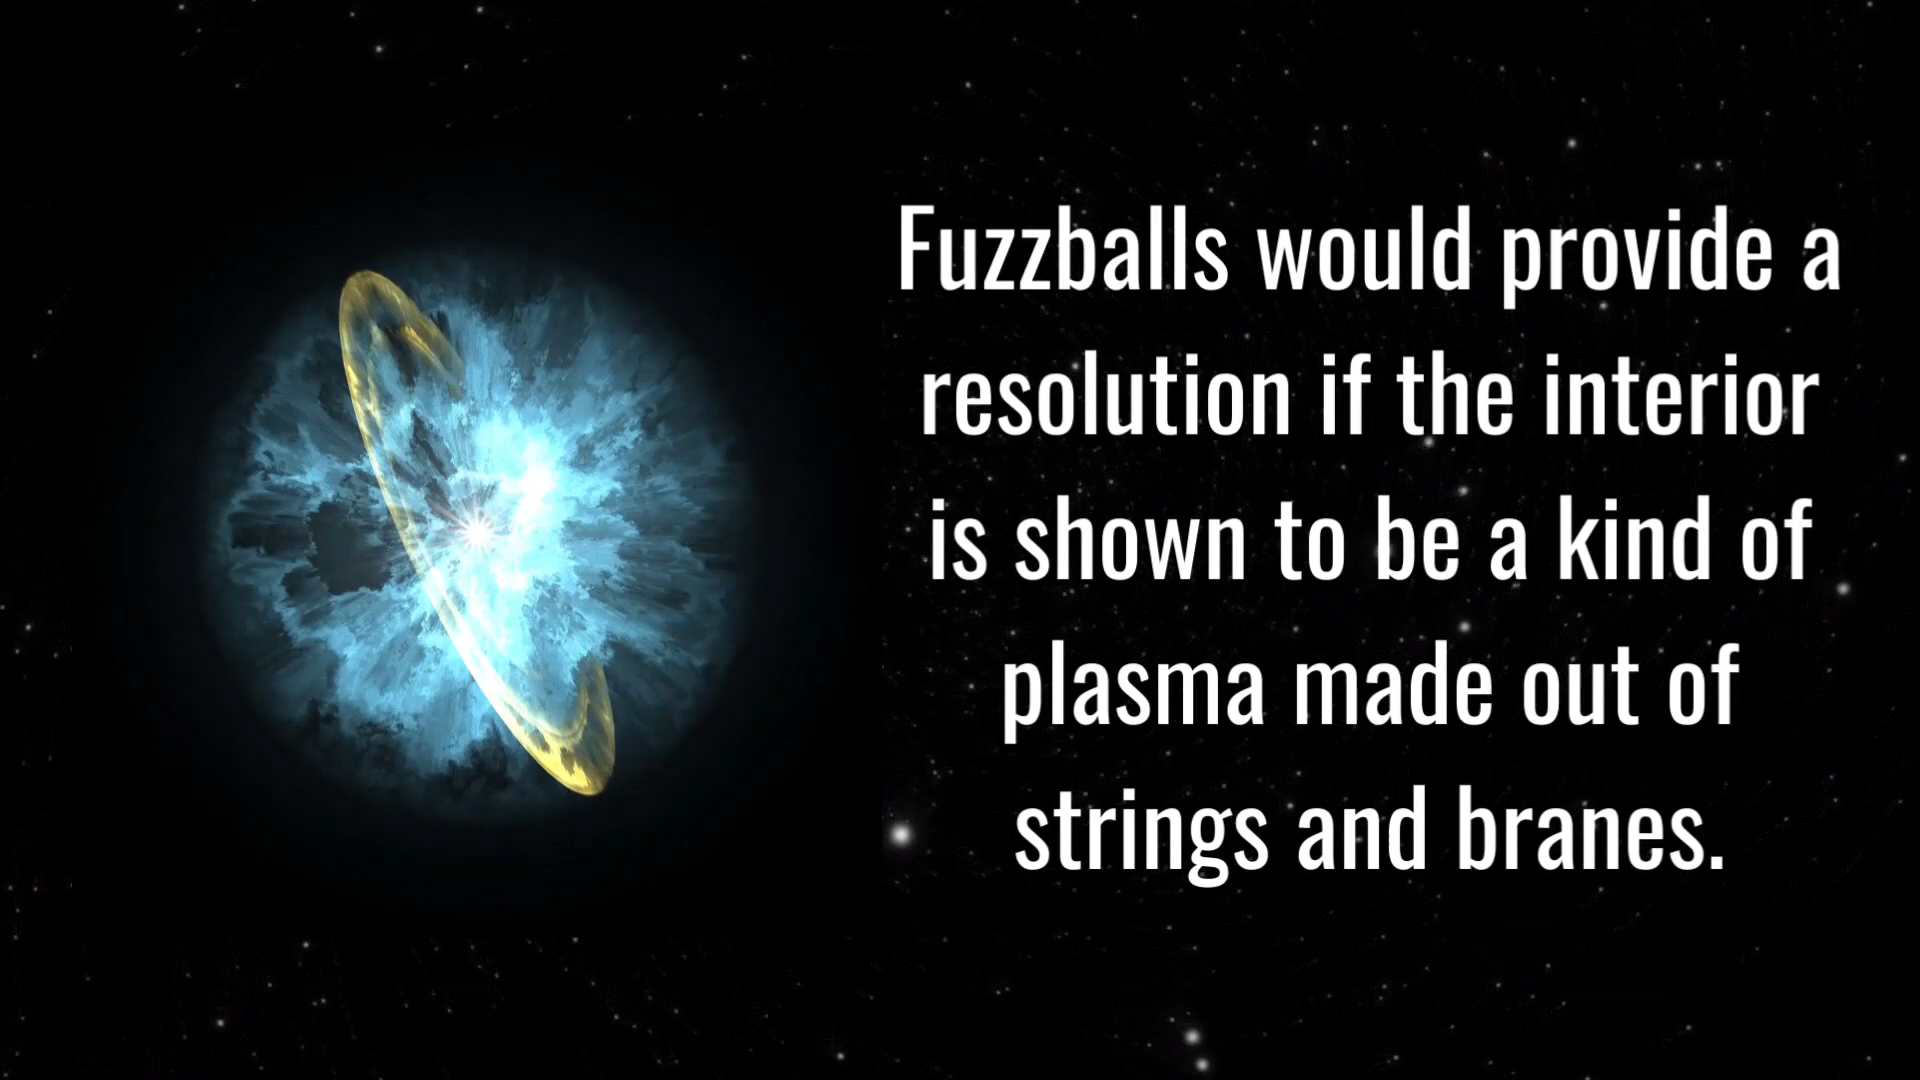 Fuzzballs would provide a
resolution if the interior
is shown to be a kind of
plasma made out of
strings and branes.